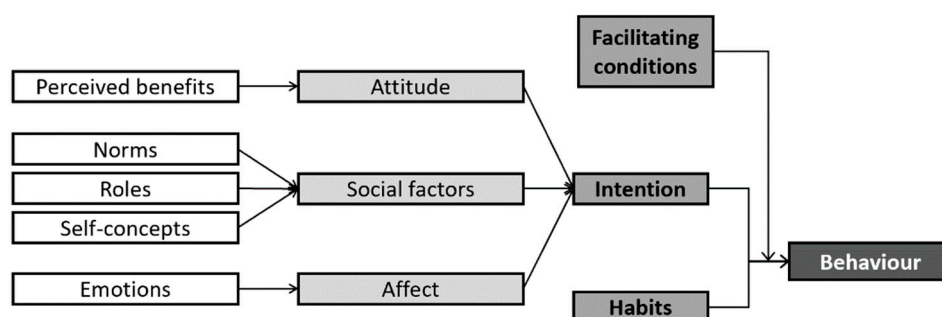 Facilitating
conditions
Perceived benefits
Attitude
Norms
Roles
Social factors
Intention
Self-concepts
Behaviour
Emotions
Affect
Habits